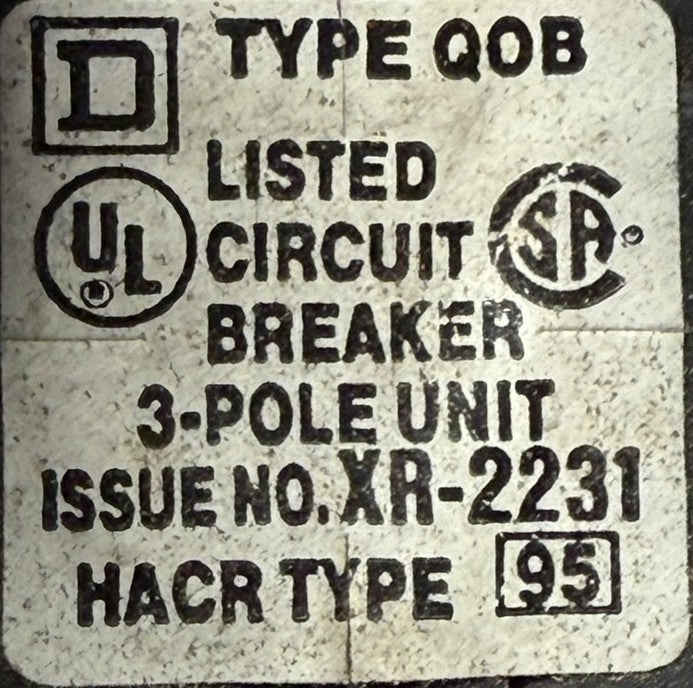 D TYPE QOB
UL LISTED
CIRCUIT SA
BREAKER
3-POLE UNIT
ISSUE NO. XR-2231
HACR TYPE 95